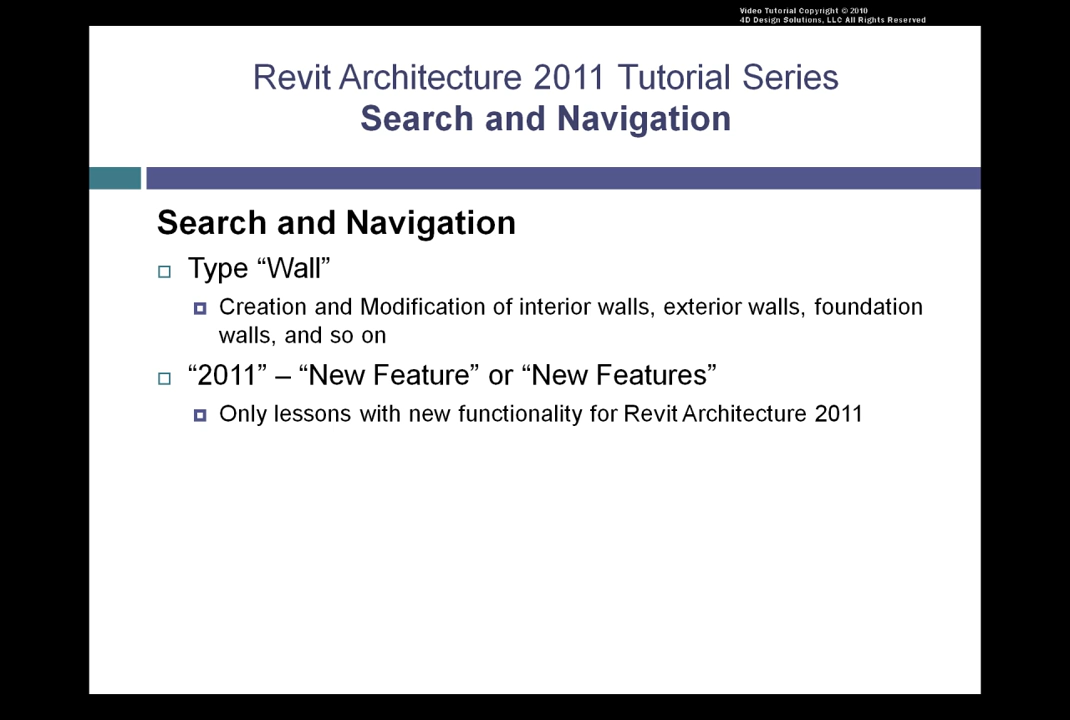 Video Tutorial Copyright © 2010
4D Design Solutions, LLC All Rights Reserved
Revit Architecture 2011 Tutorial Series
Search and Navigation
Search and Navigation
Type “Wall”
Creation and Modification of interior walls, exterior walls, foundation
walls, and so on
“2011” – “New Feature” or “New Features”
Only lessons with new functionality for Revit Architecture 2011